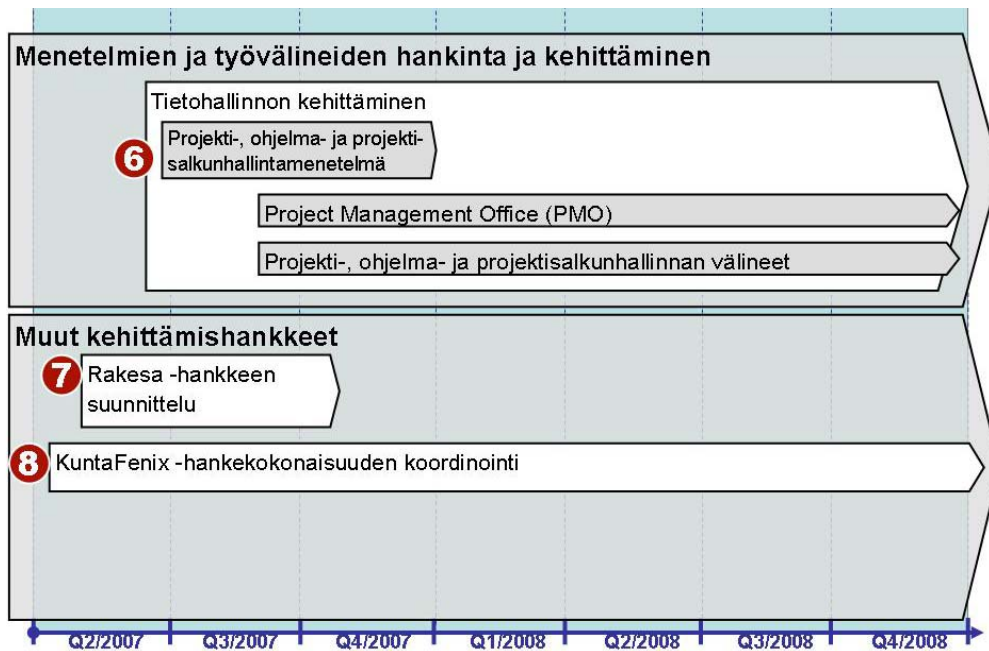 Menetelmien ja työvälineiden hankinta ja kehittäminen
Tietohallinnon kehittäminen
6
Projekti-, ohjelma- ja projekti-
salkunhallintamenetelmä
Project Management Office (PMO)
Projekti-, ohjelma- ja projektisalkunhallinnan välineet
Muut kehittämishankkeet
7
Rakesa -hankkeen
suunnittelu
8
KuntaFenix -hankekokonaisuuden koordinointi
Q2/2007 Q3/2007 Q4/2007 Q1/2008 Q2/2008 Q3/2008 Q4/2008